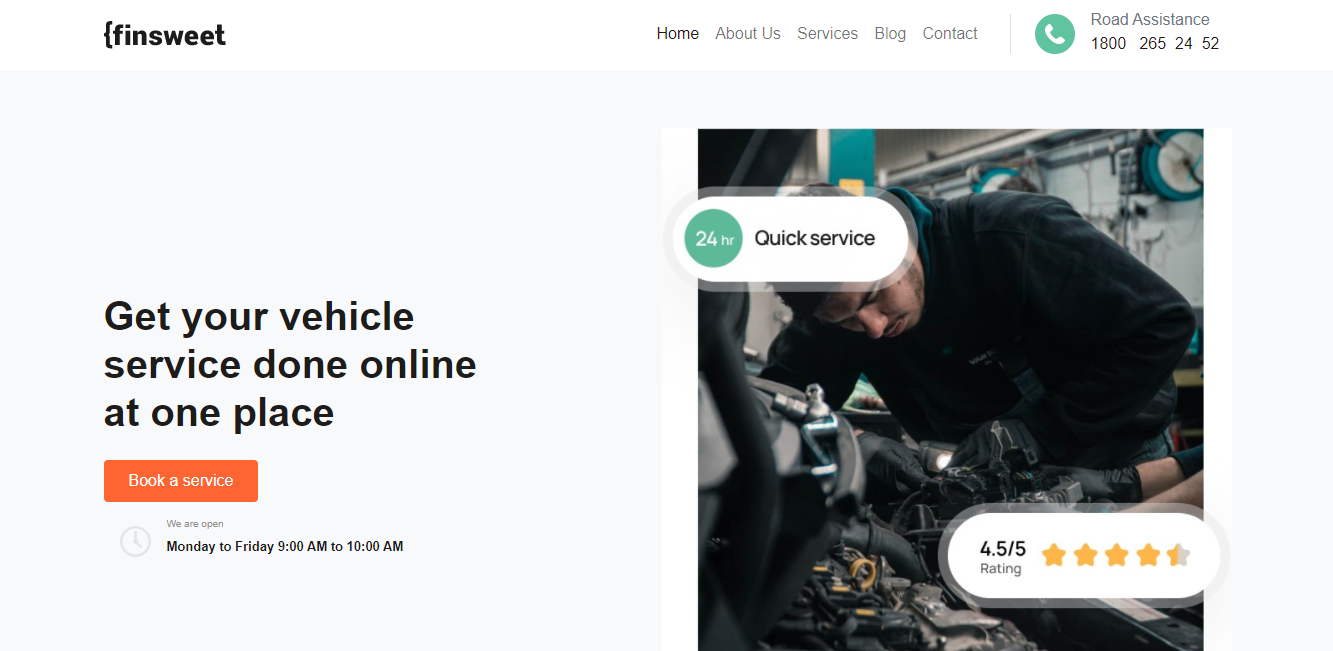 {finsweet
Home About Us Services Blog Contact
Road Assistance
1800 265 24 52
24 hr Quick service
Get your vehicle
service done online
at one place
Book a service
We are open
Monday to Friday 9:00 AM to 10:00 AM
4.5/5
Rating